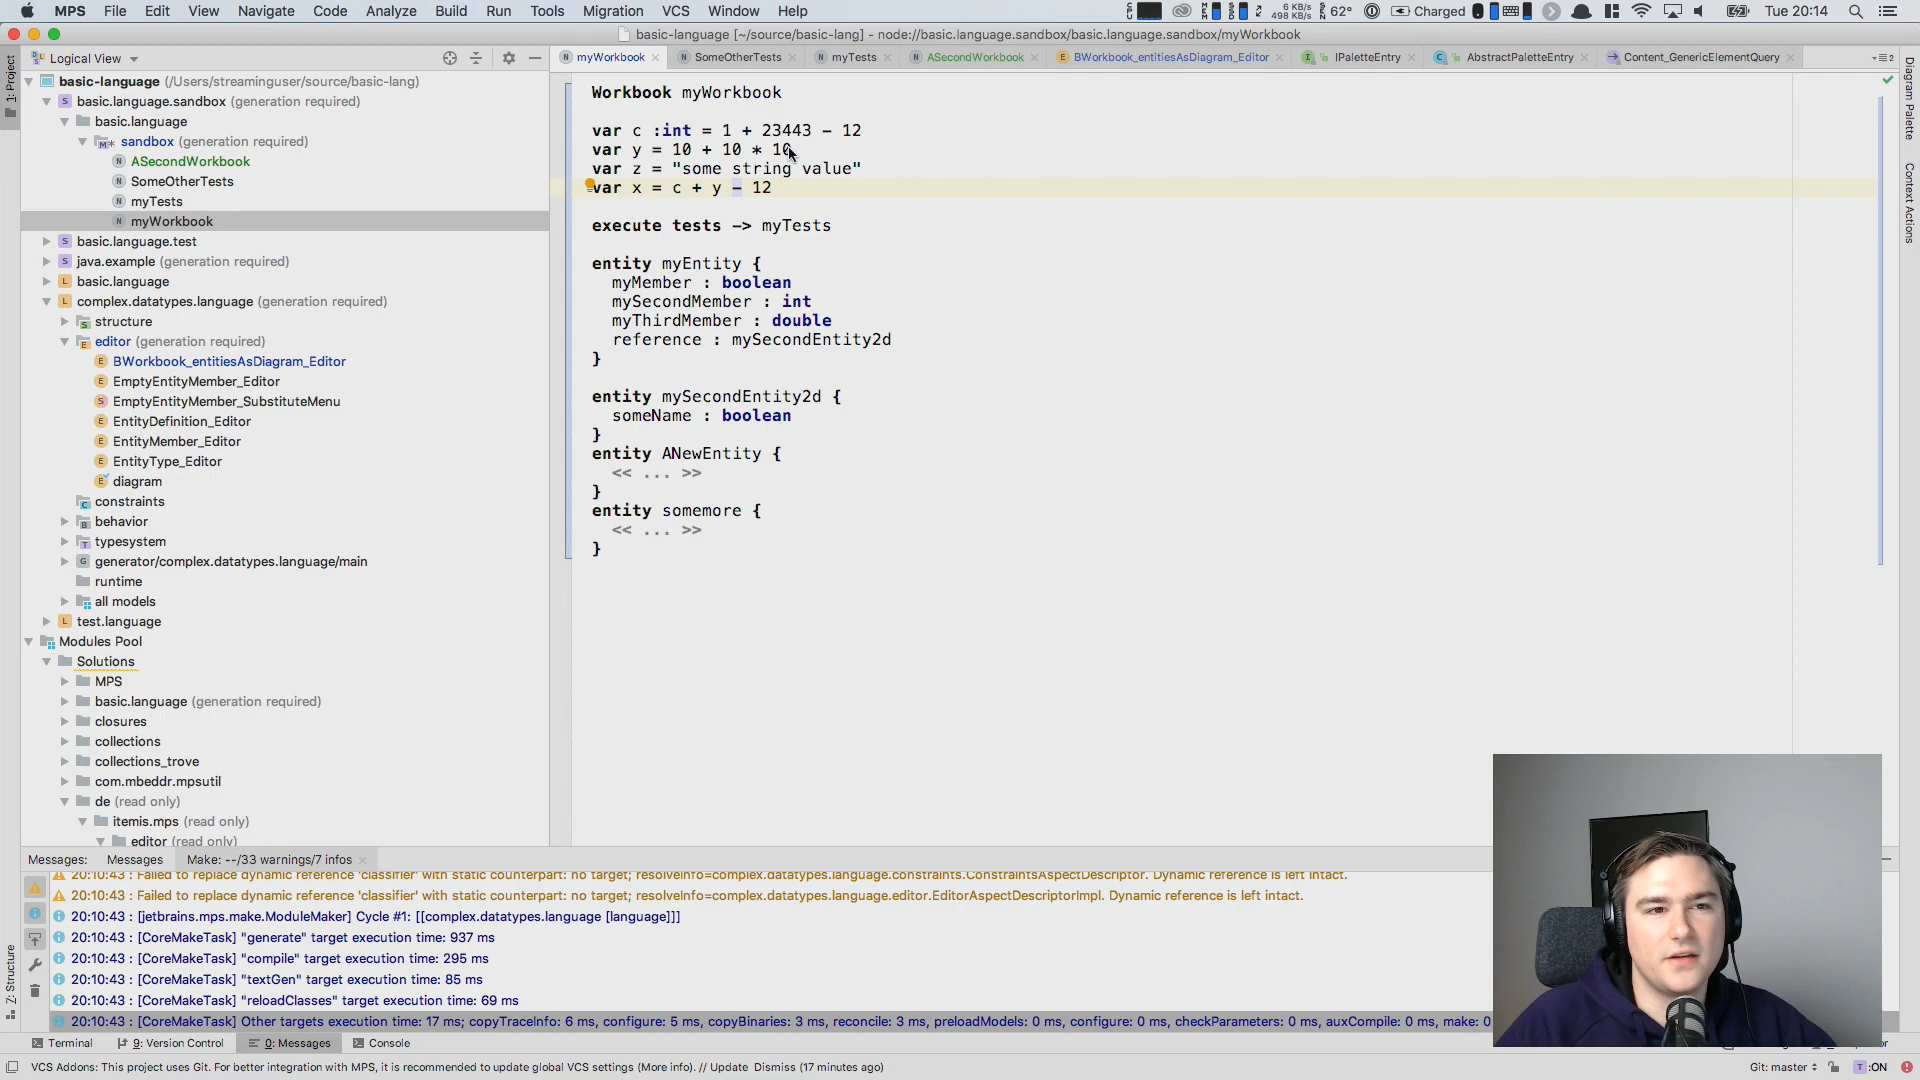 MPS File Edit View Navigate Code Analyze Build Run Tools Migration VCS Window Help
6 KB/s
498 KB/s
62° Charged Tue 20:14
basic-language [~/source/basic-lang] - node://basic.language.sandbox/basic.language.sandbox/myWorkbook
Logical View
myWorkbook SomeOtherTests myTests ASecondWorkbook BWorkbook_entitiesAsDiagram_Editor IPaletteEntry AbstractPaletteEntry Content_GenericElementQuery
1: Project
Z: Structure
Diagram Palette
Context Actions
basic-language (/Users/streaminguser/source/basic-lang)
basic.language.sandbox (generation required)
basic.language
sandbox (generation required)
ASecondWorkbook
SomeOtherTests
myTests
myWorkbook
basic.language.test
java.example (generation required)
basic.language
complex.datatypes.language (generation required)
structure
editor (generation required)
BWorkbook_entitiesAsDiagram_Editor
EmptyEntityMember_Editor
EmptyEntityMember_SubstituteMenu
EntityDefinition_Editor
EntityMember_Editor
EntityType_Editor
diagram
constraints
behavior
typesystem
generator/complex.datatypes.language/main
runtime
all models
test.language
Modules Pool
Solutions
MPS
basic.language (generation required)
closures
collections
collections_trove
com.mbeddr.mpsutil
de (read only)
itemis.mps (read only)
editor (read only)
Workbook myWorkbook
var c :int = 1 + 23443 - 12
var y = 10 + 10 * 10
var z = "some string value"
var x = c + y - 12
execute tests -> myTests
entity myEntity {
myMember : boolean
mySecondMember : int
myThirdMember : double
reference : mySecondEntity2d
}
entity mySecondEntity2d {
someName : boolean
}
entity ANewEntity {
<< ... >>
}
entity somemore {
<< ... >>
}
Messages: Messages Make: --/33 warnings/7 infos
20:10:43 : Failed to replace dynamic reference 'classifier' with static counterpart: no target; resolveInfo=complex.datatypes.language.constraints.ConstraintsAspectDescriptor. Dynamic reference is left intact.
20:10:43 : Failed to replace dynamic reference 'classifier' with static counterpart: no target; resolveInfo=complex.datatypes.language.editor.EditorAspectDescriptorImpl. Dynamic reference is left intact.
20:10:43 : [jetbrains.mps.make.ModuleMaker] Cycle #1: [[complex.datatypes.language [language]]]
20:10:43 : [CoreMakeTask] "generate" target execution time: 937 ms
20:10:43 : [CoreMakeTask] "compile" target execution time: 295 ms
20:10:43 : [CoreMakeTask] "textGen" target execution time: 85 ms
20:10:43 : [CoreMakeTask] "reloadClasses" target execution time: 69 ms
20:10:43 : [CoreMakeTask] Other targets execution time: 17 ms; copyTraceInfo: 6 ms, configure: 5 ms, copyBinaries: 3 ms, reconcile: 3 ms, preloadModels: 0 ms, configure: 0 ms, checkParameters: 0 ms, auxCompile: 0 ms, make: 0
Terminal 9: Version Control 0: Messages Console
VCS Addons: This project uses Git. For better integration with MPS, it is recommended to update global VCS settings (More info). // Update Dismiss (17 minutes ago)
Git: master T:ON